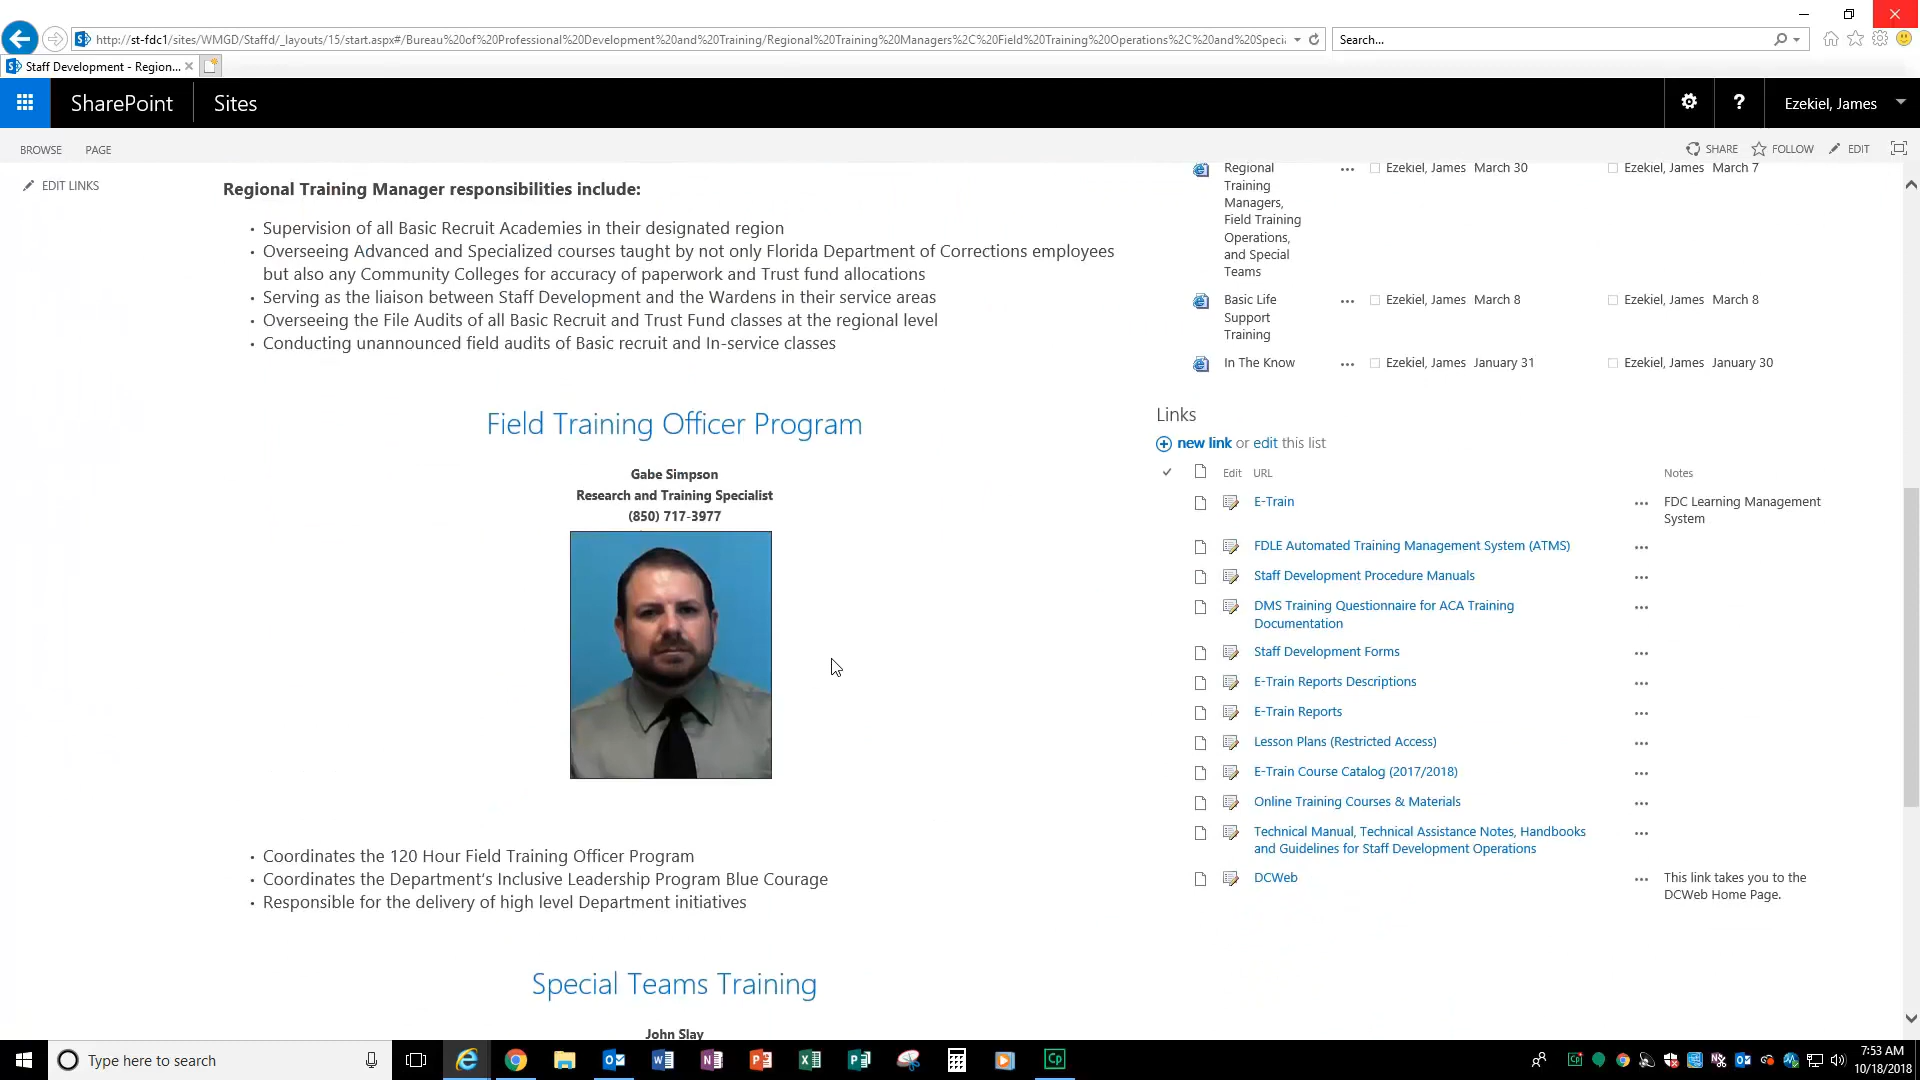 http://st-fdc1/sites/WMGD/Staffd/_layouts/15/start.aspx#/Bureau%20of%20Professional%20Development%20and%20Training/Regional%20Training%20Managers%2C%20Field%20Training%20Operations%2C%20and%20Speci
Search...
Staff Development - Region...
SharePoint
Sites
?
Ezekiel, James
BROWSE
PAGE
SHARE
FOLLOW
EDIT
EDIT LINKS
Regional Training Manager responsibilities include:
• Supervision of all Basic Recruit Academies in their designated region
• Overseeing Advanced and Specialized courses taught by not only Florida Department of Corrections employees
but also any Community Colleges for accuracy of paperwork and Trust fund allocations
• Serving as the liaison between Staff Development and the Wardens in their service areas
• Overseeing the File Audits of all Basic Recruit and Trust Fund classes at the regional level
• Conducting unannounced field audits of Basic recruit and In-service classes
Field Training Officer Program
Gabe Simpson
Research and Training Specialist
(850) 717-3977
• Coordinates the 120 Hour Field Training Officer Program
• Coordinates the Department's Inclusive Leadership Program Blue Courage
• Responsible for the delivery of high level Department initiatives
Special Teams Training
John Slay
Regional ... Ezekiel, James March 30 Ezekiel, James March 7
Training
Managers,
Field Training
Operations,
and Special
Teams
Basic Life ... Ezekiel, James March 8 Ezekiel, James March 8
Support
Training
In The Know ... Ezekiel, James January 31 Ezekiel, James January 30
Links
new link or edit this list
Edit URL Notes
E-Train ... FDC Learning Management
System
FDLE Automated Training Management System (ATMS) ...
Staff Development Procedure Manuals ...
DMS Training Questionnaire for ACA Training ...
Documentation
Staff Development Forms ...
E-Train Reports Descriptions ...
E-Train Reports ...
Lesson Plans (Restricted Access) ...
E-Train Course Catalog (2017/2018) ...
Online Training Courses & Materials ...
Technical Manual, Technical Assistance Notes, Handbooks ...
and Guidelines for Staff Development Operations
DCWeb ... This link takes you to the
DCWeb Home Page.
Type here to search
7:53 AM
10/18/2018